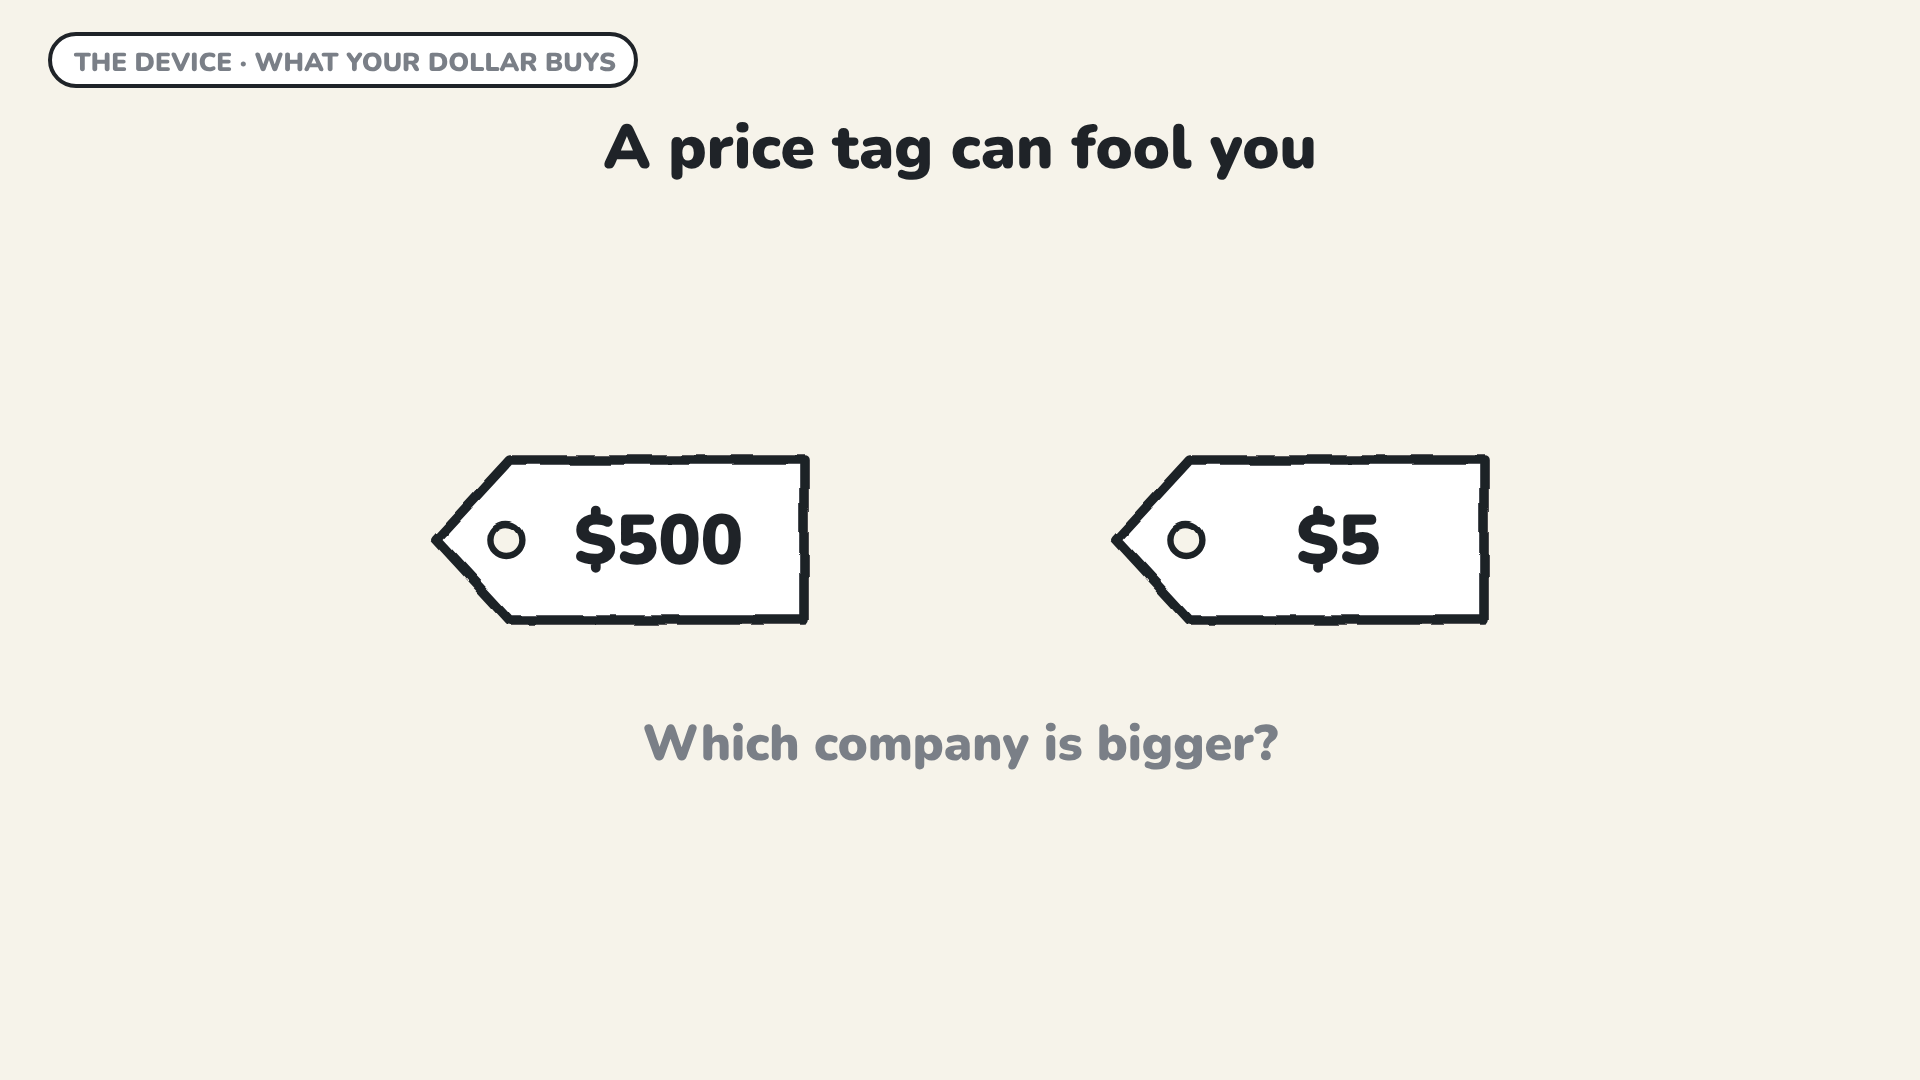 THE DEVICE · WHAT YOUR DOLLAR BUYS
A price tag can fool you
$500
$5
Which company is bigger?